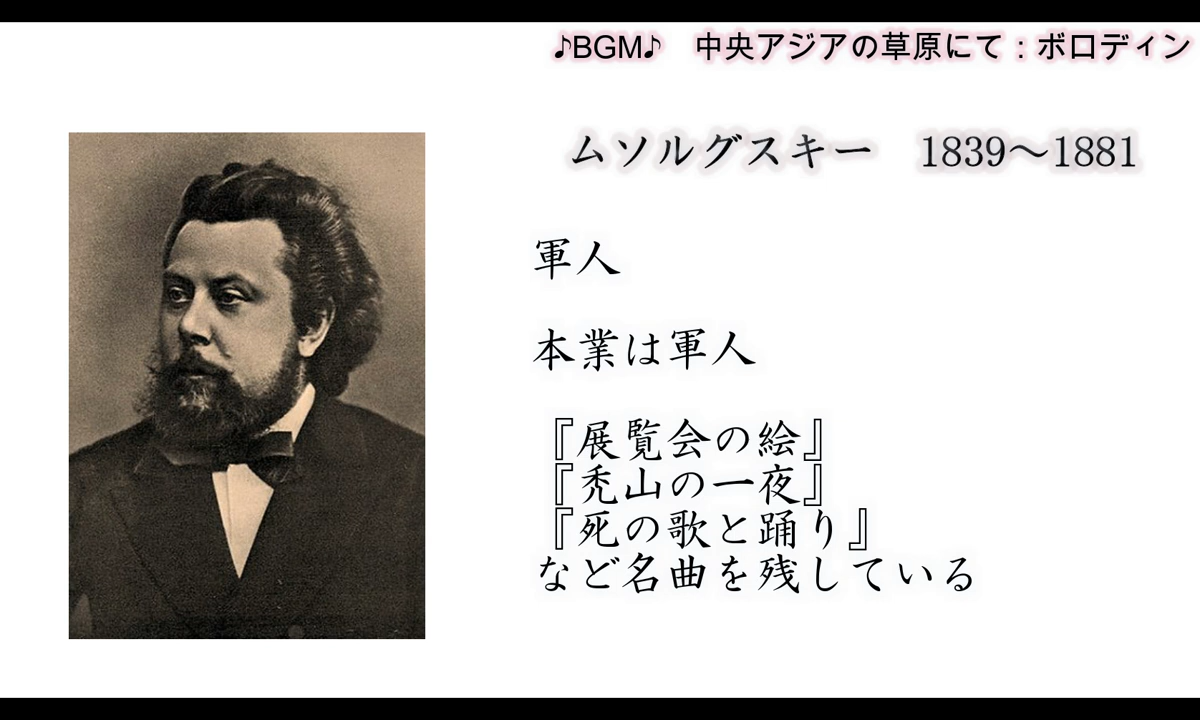 ♪BGM♪　中央アジアの草原にて：ボロディン
ムソルグスキー　1839～1881
軍人
本業は軍人
『展覧会の絵』
『禿山の一夜』
『死の歌と踊り』
など名曲を残している